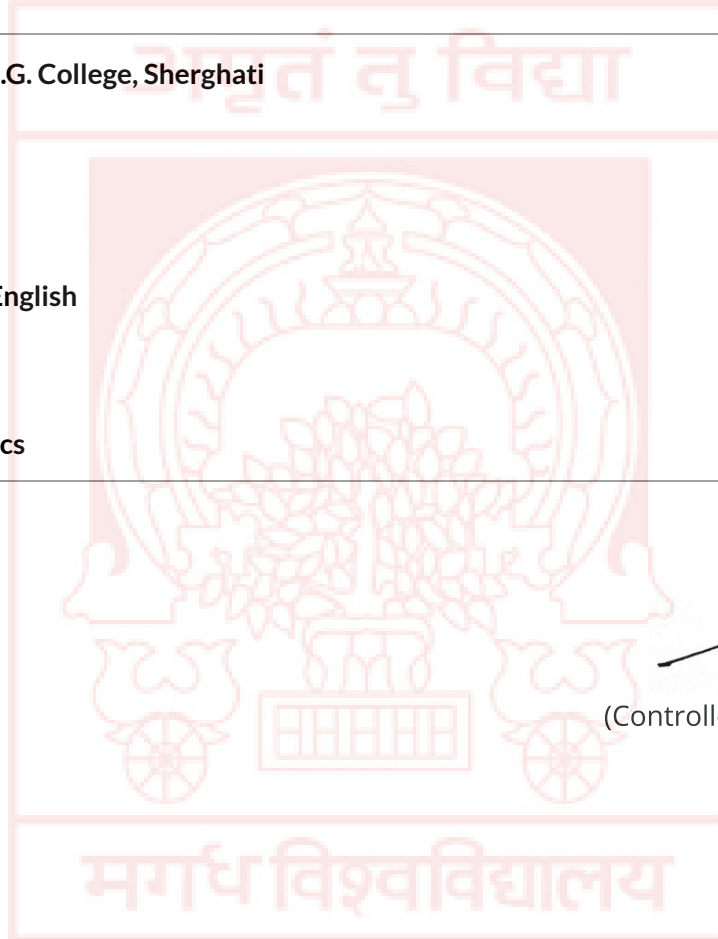 अमृतं तु विद्या
.G. College, Sherghati
English
cs
(Controll
मगध विश्वविद्यालय